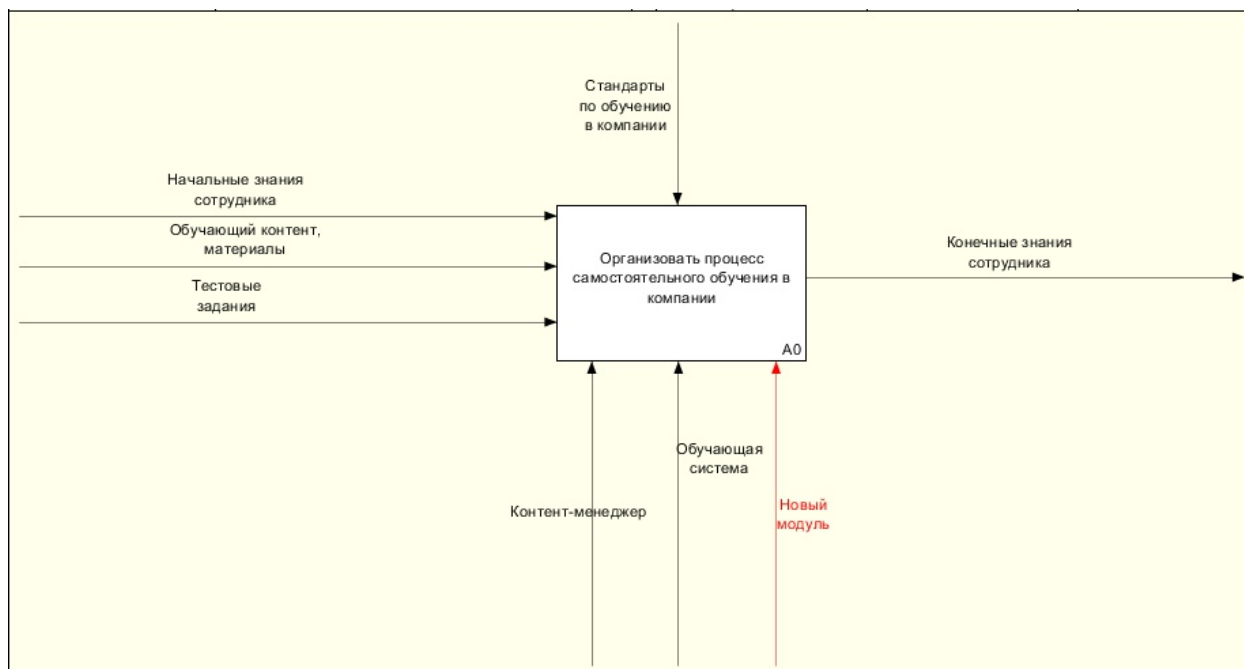 Стандарты
по обучению
в компании
Начальные знания
сотрудника
Обучающий контент,
материалы
Тестовые
задания
Организовать процесс
самостоятельного обучения в
компании
A0
Конечные знания
сотрудника
Обучающая
система
Контент-менеджер
Новый
модуль